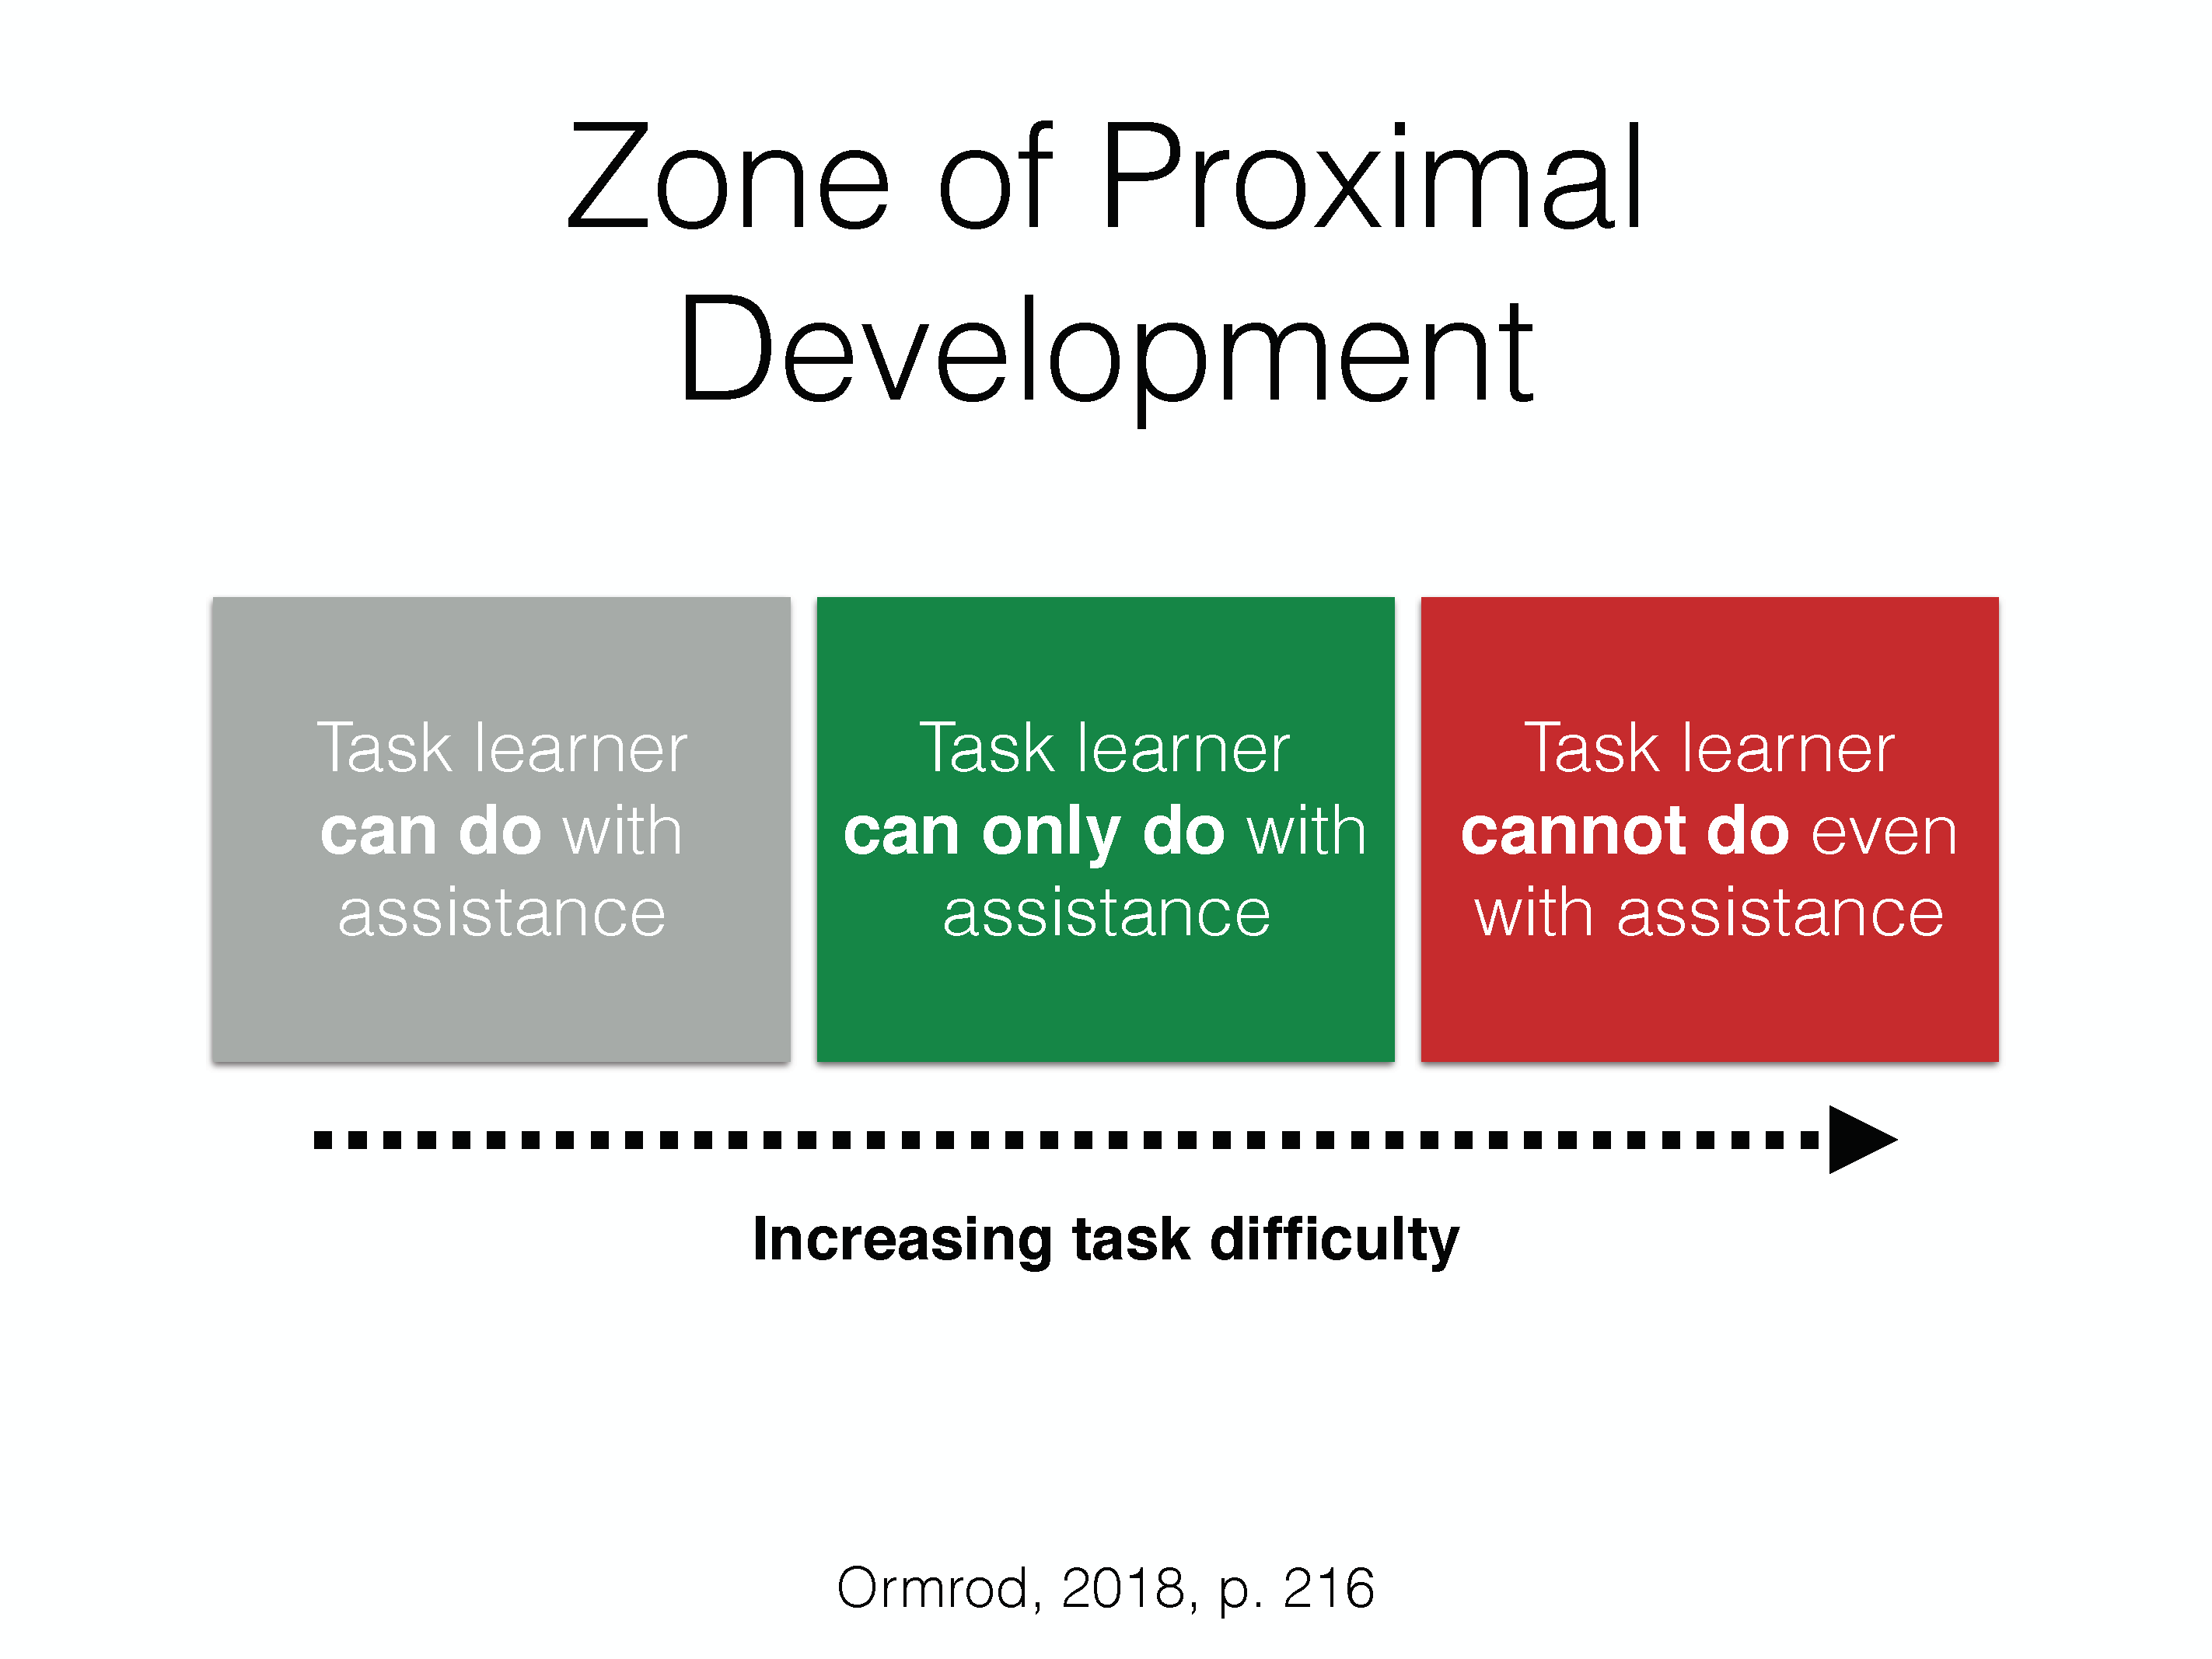 Zone of Proximal
Development
Task learner
can do with
assistance
Task learner
can only do with
assistance
Task learner
cannot do even
with assistance
Increasing task difficulty
Ormrod, 2018, p. 216